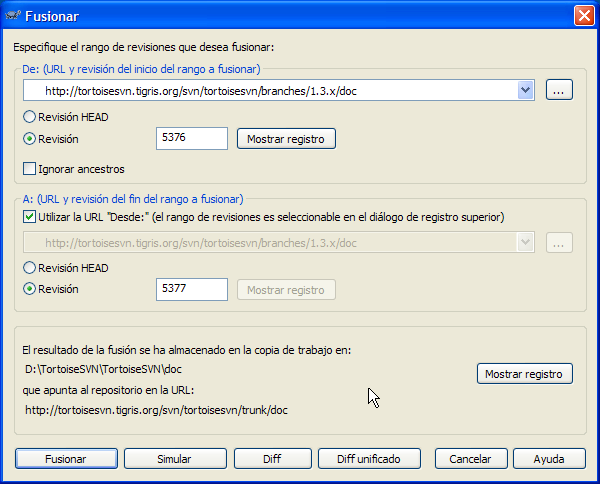 Fusionar
Especifique el rango de revisiones que desea fusionar:
De: (URL y revisión del inicio del rango a fusionar)
http://tortoisesvn.tigris.org/svn/tortoisesvn/branches/1.3.x/doc
...
Revisión HEAD
Revisión 5376 Mostrar registro
Ignorar ancestros
A: (URL y revisión del fin del rango a fusionar)
Utilizar la URL "Desde:" (el rango de revisiones es seleccionable en el diálogo de registro superior)
http://tortoisesvn.tigris.org/svn/tortoisesvn/branches/1.3.x/doc
...
Revisión HEAD
Revisión 5377 Mostrar registro
El resultado de la fusión se ha almacenado en la copia de trabajo en:
D:\TortoiseSVN\TortoiseSVN\doc
Mostrar registro
que apunta al repositorio en la URL:
http://tortoisesvn.tigris.org/svn/tortoisesvn/trunk/doc
Fusionar Simular Diff Diff unificado Cancelar Ayuda